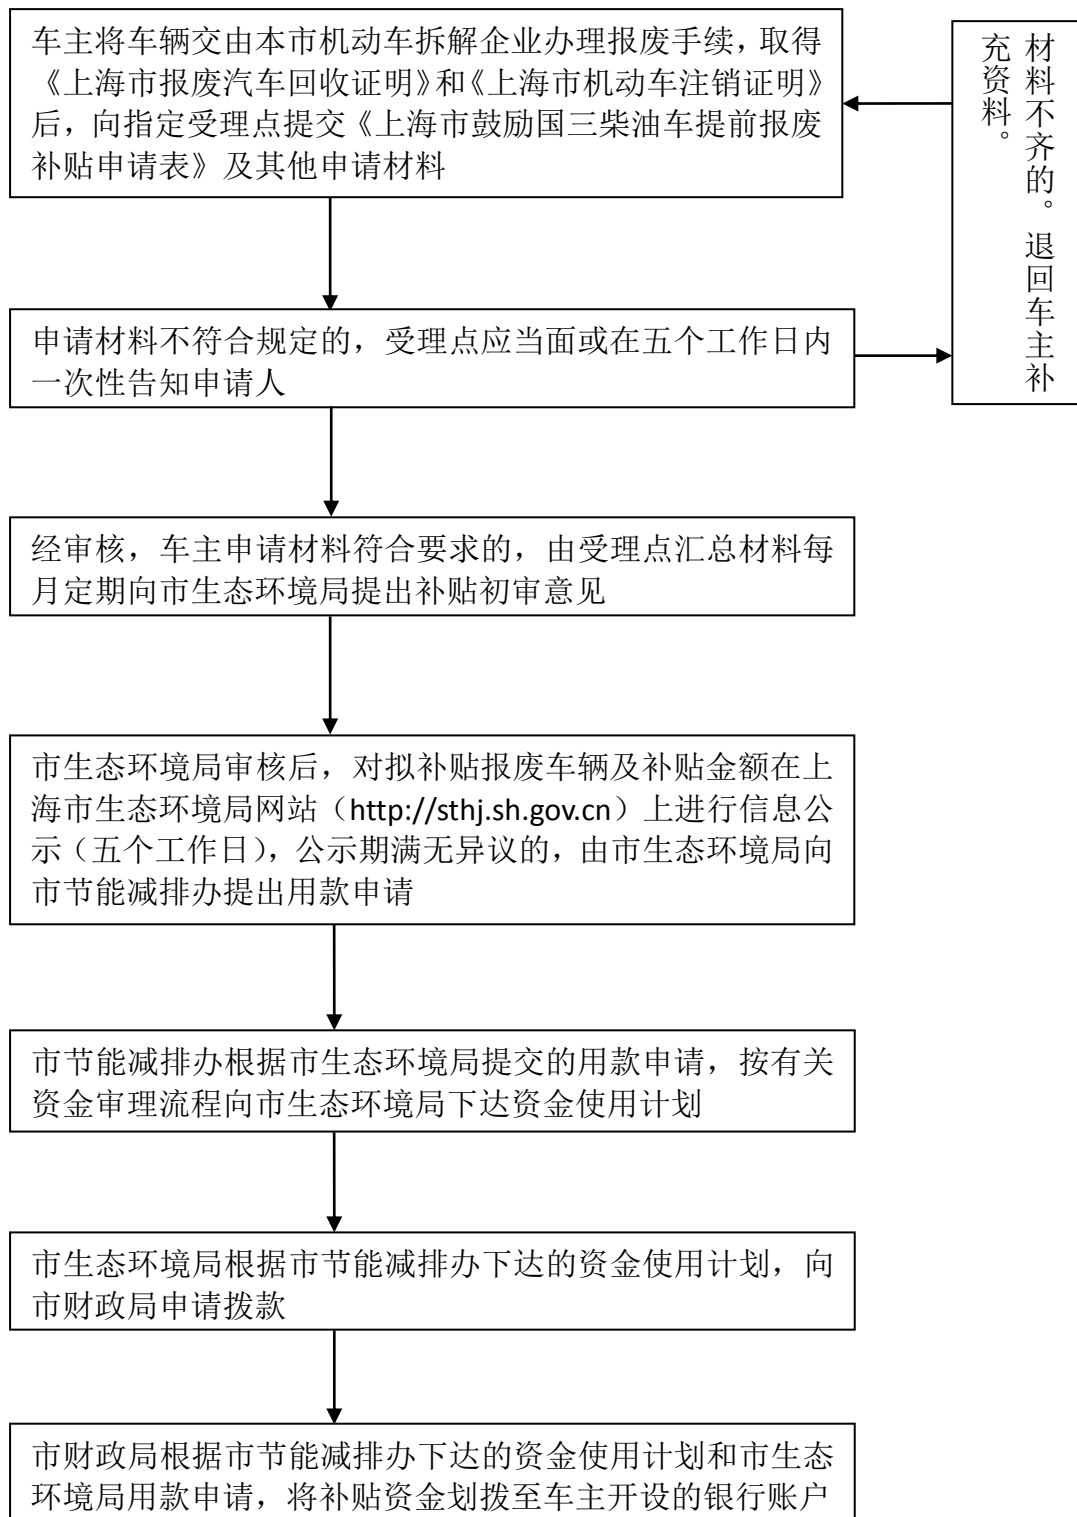 车主将车辆交由本市机动车拆解企业办理报废手续，取得
《上海市报废汽车回收证明》和《上海市机动车注销证明》
后，向指定受理点提交《上海市鼓励国三柴油车提前报废
补贴申请表》及其他申请材料
材料不齐的。退回车主补
充资料。
申请材料不符合规定的，受理点应当面或在五个工作日内
一次性告知申请人
经审核，车主申请材料符合要求的，由受理点汇总材料每
月定期向市生态环境局提出补贴初审意见
市生态环境局审核后，对拟补贴报废车辆及补贴金额在上
海市生态环境局网站（http://sthj.sh.gov.cn）上进行信息公
示（五个工作日），公示期满无异议的，由市生态环境局向
市节能减排办提出用款申请
市节能减排办根据市生态环境局提交的用款申请，按有关
资金审理流程向市生态环境局下达资金使用计划
市生态环境局根据市节能减排办下达的资金使用计划，向
市财政局申请拨款
市财政局根据市节能减排办下达的资金使用计划和市生态
环境局用款申请，将补贴资金划拨至车主开设的银行账户